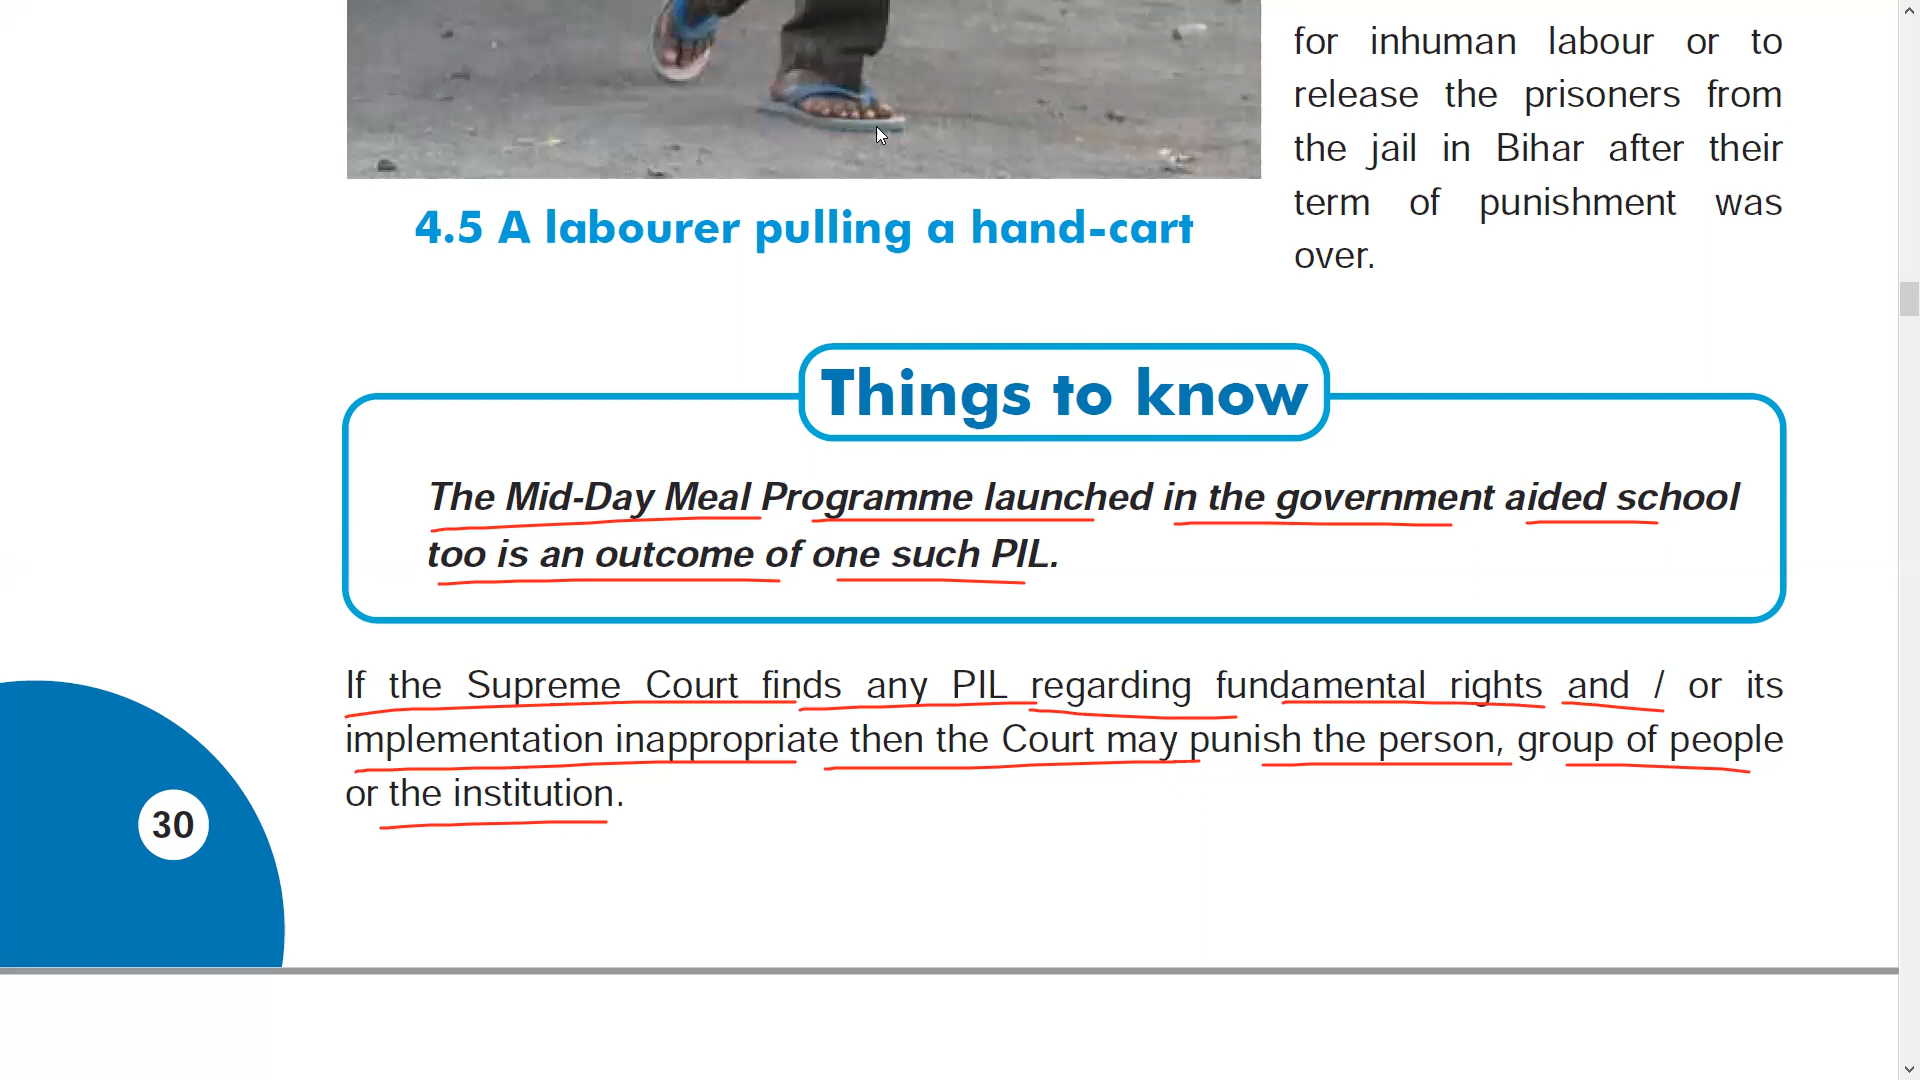 for inhuman labour or to
release the prisoners from
the jail in Bihar after their
term of punishment was
over.
4.5 A labourer pulling a hand-cart
Things to know
The Mid-Day Meal Programme launched in the government aided school
too is an outcome of one such PIL.
If the Supreme Court finds any PIL regarding fundamental rights and / or its
implementation inappropriate then the Court may punish the person, group of people
or the institution.
30